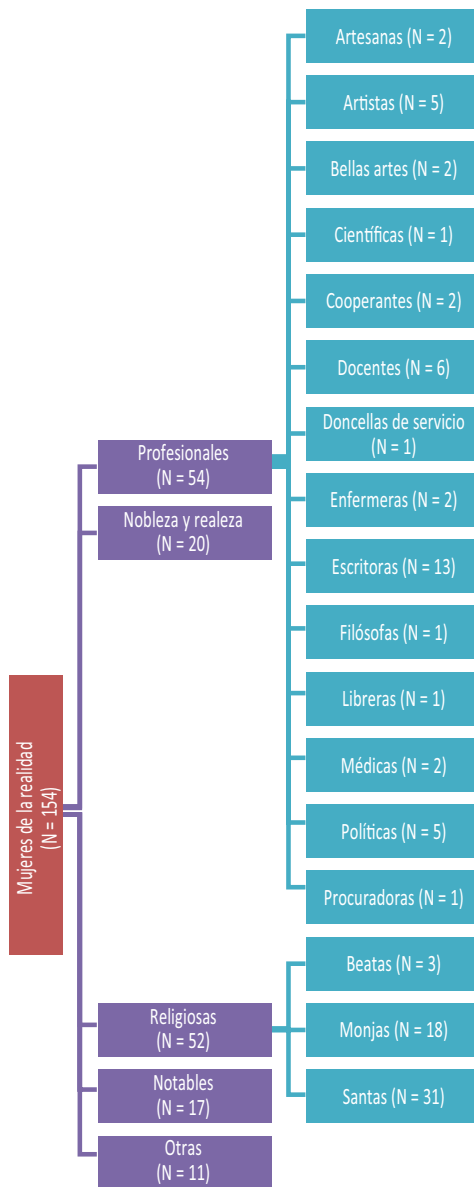 Mujeres de la realidad
(N = 154)
Profesionales
(N = 54)
Artesanas (N = 2)
Artistas (N = 5)
Bellas artes (N = 2)
Científicas (N = 1)
Cooperantes (N = 2)
Docentes (N = 6)
Doncellas de servicio
(N = 1)
Enfermeras (N = 2)
Escritoras (N = 13)
Filósofas (N = 1)
Libreras (N = 1)
Médicas (N = 2)
Políticas (N = 5)
Procuradoras (N = 1)
Nobleza y realeza
(N = 20)
Religiosas
(N = 52)
Beatas (N = 3)
Monjas (N = 18)
Santas (N = 31)
Notables
(N = 17)
Otras
(N = 11)